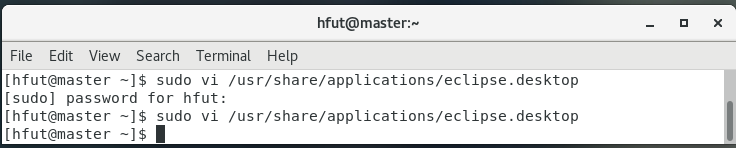 hfut@master:~
File Edit View Search Terminal Help
[hfut@master ~]$ sudo vi /usr/share/applications/eclipse.desktop
[sudo] password for hfut:
[hfut@master ~]$ sudo vi /usr/share/applications/eclipse.desktop
[hfut@master ~]$